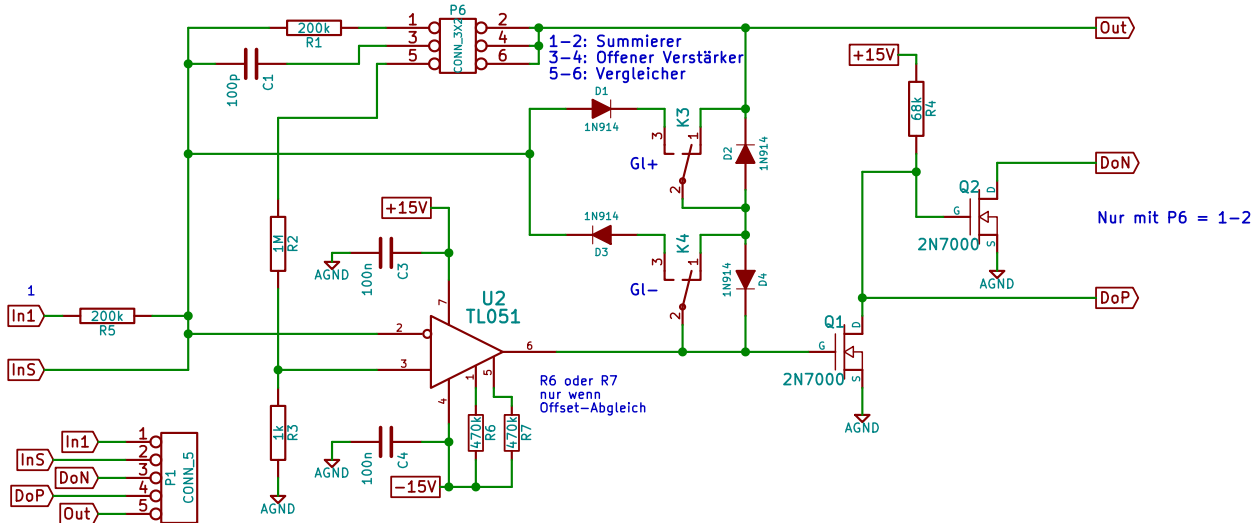 P6
200k
R1
1
3
5
2
4
6
CONN_3X2
Out
1-2: Summierer
3-4: Offener Verstärker
5-6: Vergleicher
100p
C1
+15V
68k
R4
D1
1N914
3
1
2
K3
Gl+
D2
1N914
DoN
Q2
G
D
S
2N7000
AGND
Nur mit P6 = 1-2
+15V
1M
R2
AGND
100n
C3
7
1N914
D3
3
1
2
K4
Gl-
1N914
D4
DoP
1
In1
200k
R5
U2
TL051
2
3
6
1
5
4
Q1
G
D
S
2N7000
AGND
InS
R6 oder R7
nur wenn
Offset-Abgleich
1k
R3
AGND
AGND
100n
C4
470k
R6
470k
R7
-15V
In1
InS
DoN
DoP
Out
1
2
3
4
5
P1
CONN_5